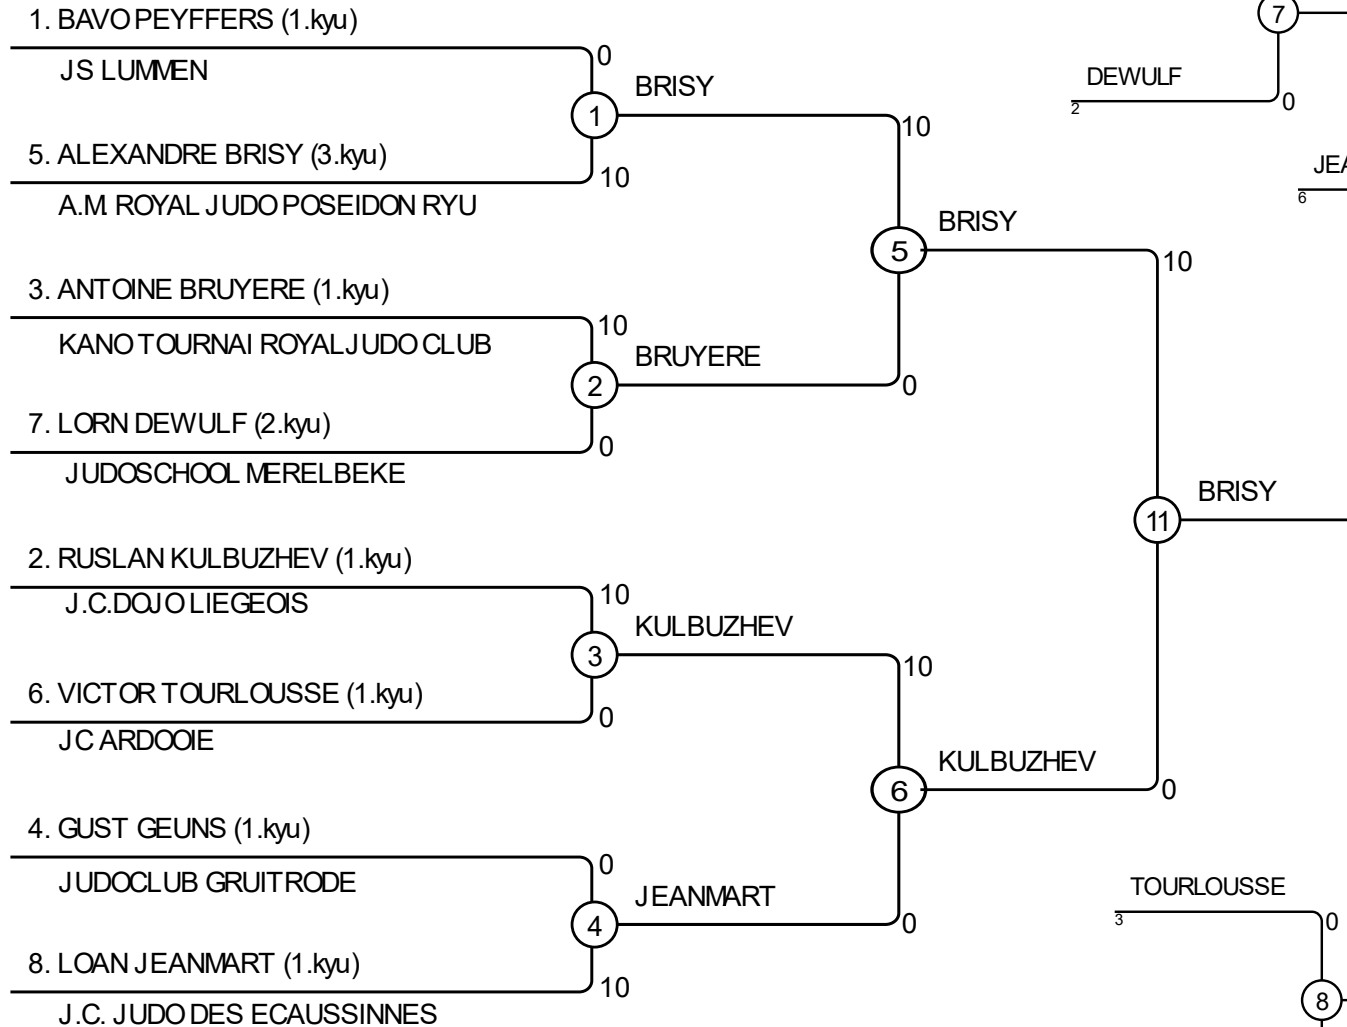 1. BAVO PEYFFERS (1.kyu)
JS LUMMEN
0
1
BRISY
5. ALEXANDRE BRISY (3.kyu)
10
A.M. ROYAL JUDO POSEIDON RYU
10
5
BRISY
3. ANTOINE BRUYERE (1.kyu)
10
KANO TOURNAI ROYAL JUDO CLUB
2
BRUYERE
0
7. LORN DEWULF (2.kyu)
0
JUDOSCHOOL MERELBEKE
10
11
BRISY
2. RUSLAN KULBUZHEV (1.kyu)
10
J.C.DOJO LIEGEOIS
3
KULBUZHEV
6. VICTOR TOURLOUSSE (1.kyu)
0
JC ARDOOIE
10
6
KULBUZHEV
0
4. GUST GEUNS (1.kyu)
0
JUDOCLUB GRUITRODE
4
JEANMART
0
8. LOAN JEANMART (1.kyu)
10
J.C. JUDO DES ECAUSSINNES
7
DEWULF
2
0
JEA
6
TOURLOUSSE
3
0
8